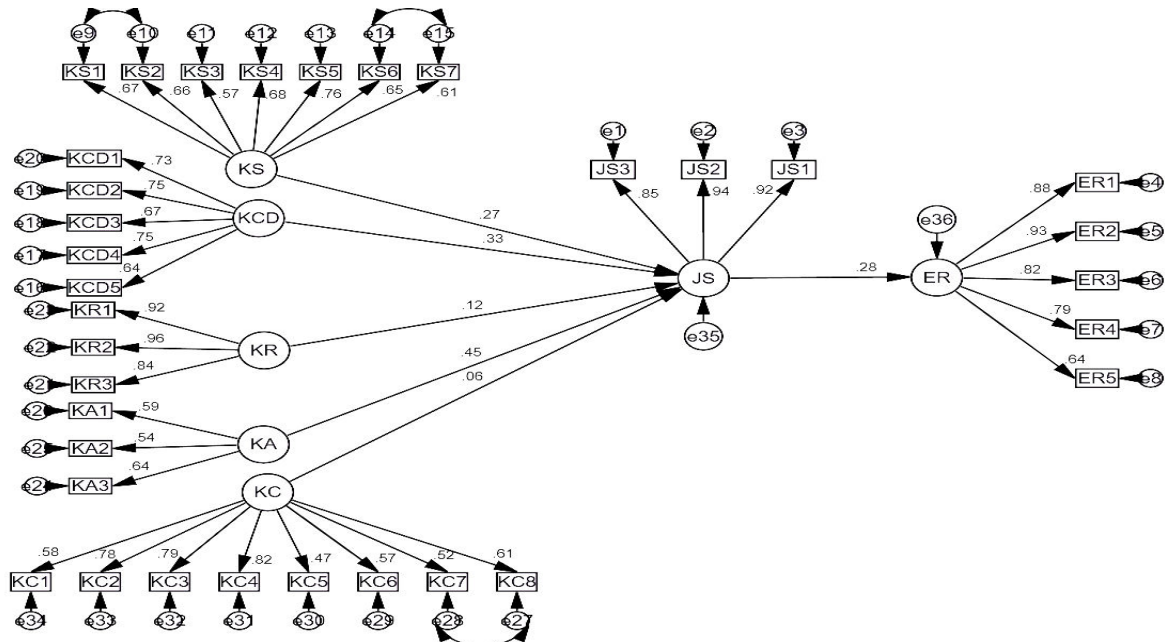 e9 e10 e11 e12 e13 e14 e15
KS1 KS2 KS3 KS4 KS5 KS6 KS7
.67 .66 .57 .68 .76 .65 .61
KS
e20 KCD1 .73
e19 KCD2 .75
e18 KCD3 .67
e17 KCD4 .75
e16 KCD5 .64
KCD
KR1 .92
KR2 .96
KR3 .84
KR
KA1 .59
KA2 .54
KA3 .64
KA
KC
.58 .78 .79 .82 .47 .57 .52 .61
KC1 KC2 KC3 KC4 KC5 KC6 KC7 KC8
e34 e33 e32 e31 e30 e29 e28 e27
.27
.33
.12
.45
.06
e1 e2 e3
JS3 JS2 JS1
.85 .94 .92
JS
e35
.28
e36
ER
.88 ER1 e4
.93 ER2 e5
.82 ER3 e6
.79 ER4 e7
.64 ER5 e8